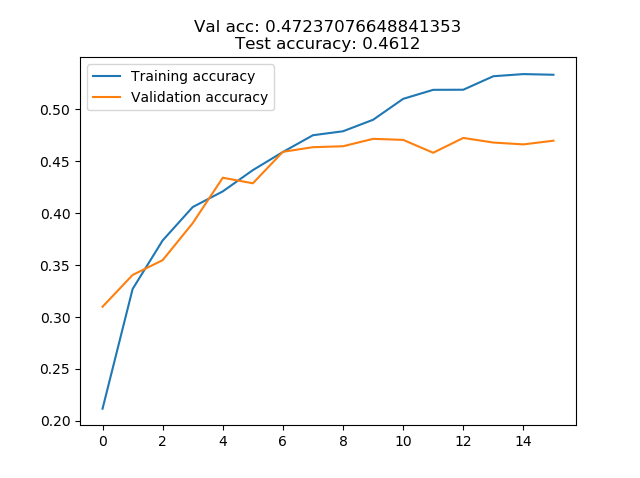 Val acc: 0.47237076648841353
Test accuracy: 0.4612
Training accuracy
Validation accuracy
0.50
0.45
0.40
0.35
0.30
0.25
0.20
0 2 4 6 8 10 12 14